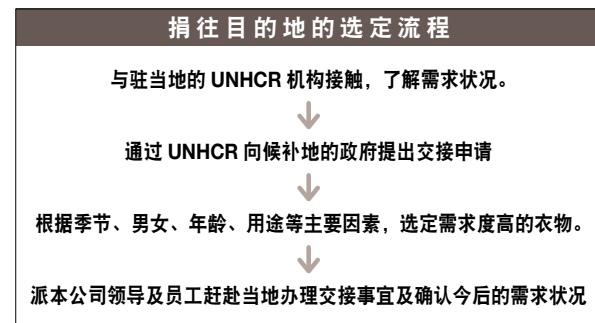 捐往目的地的选定流程
与驻当地的 UNHCR 机构接触，了解需求状况。
通过 UNHCR 向候补地的政府提出交接申请
根据季节、男女、年龄、用途等主要因素，选定需求度高的衣物。
派本公司领导及员工赶赴当地办理交接事宜及确认今后的需求状况